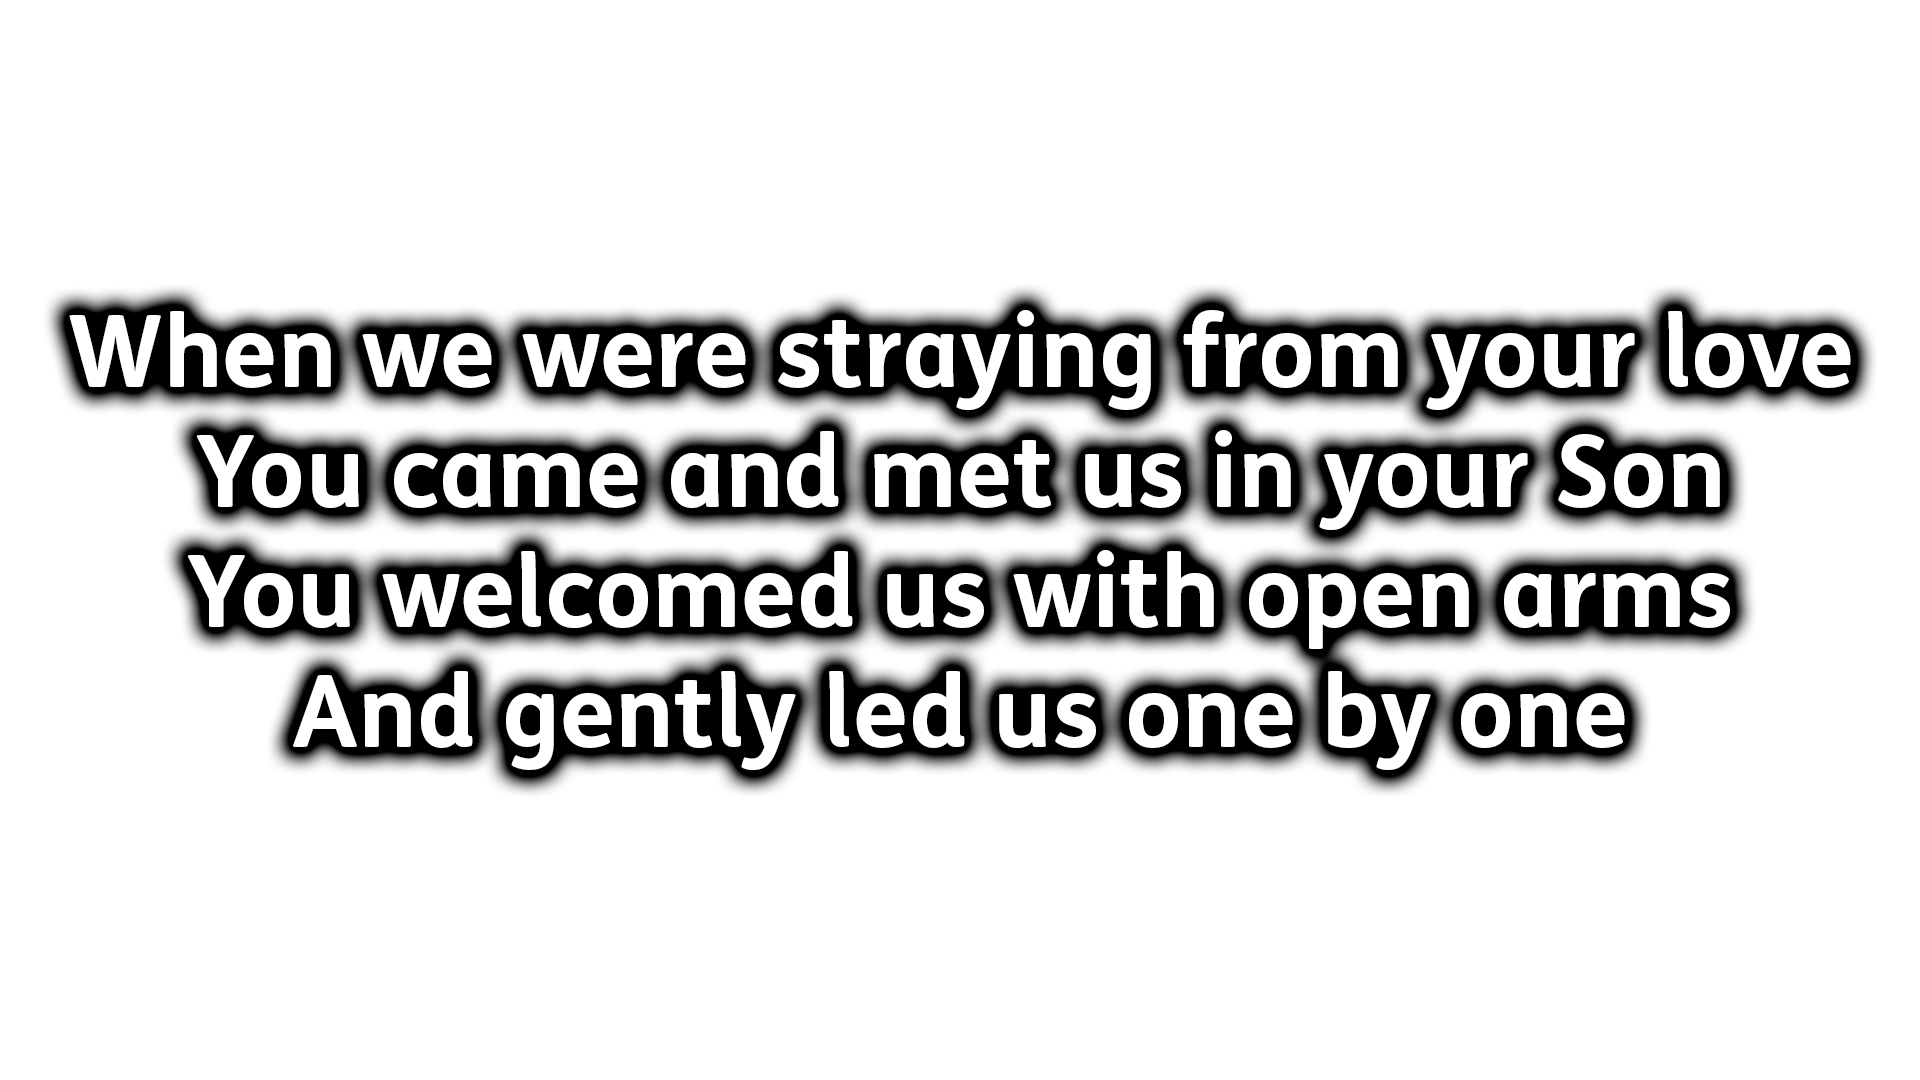 When we were straying from your love
You came and met us in your Son
You welcomed us with open arms
And gently led us one by one